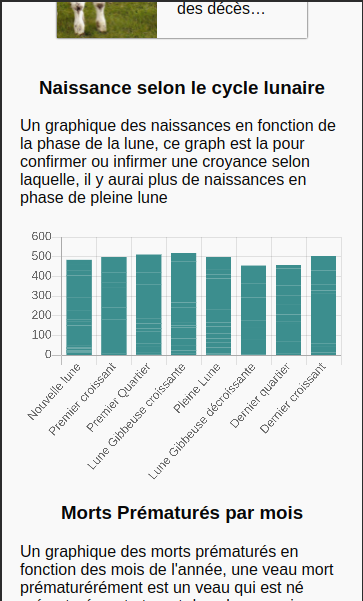 des décès…
Naissance selon le cycle lunaire
Un graphique des naissances en fonction de
la phase de la lune, ce graph est la pour
confirmer ou infirmer une croyance selon
laquelle, il y aurai plus de naissances en
phase de pleine lune
600
500
400
300
200
100
0
Nouvelle lune
Premier croissant
Premier Quartier
Lune Gibbeuse croissante
Pleine Lune
Lune Gibbeuse décroissante
Dernier quartier
Dernier croissant
Morts Prématurés par mois
Un graphique des morts prématurés en
fonction des mois de l'année, une veau mort
prématurérément est un veau qui est né